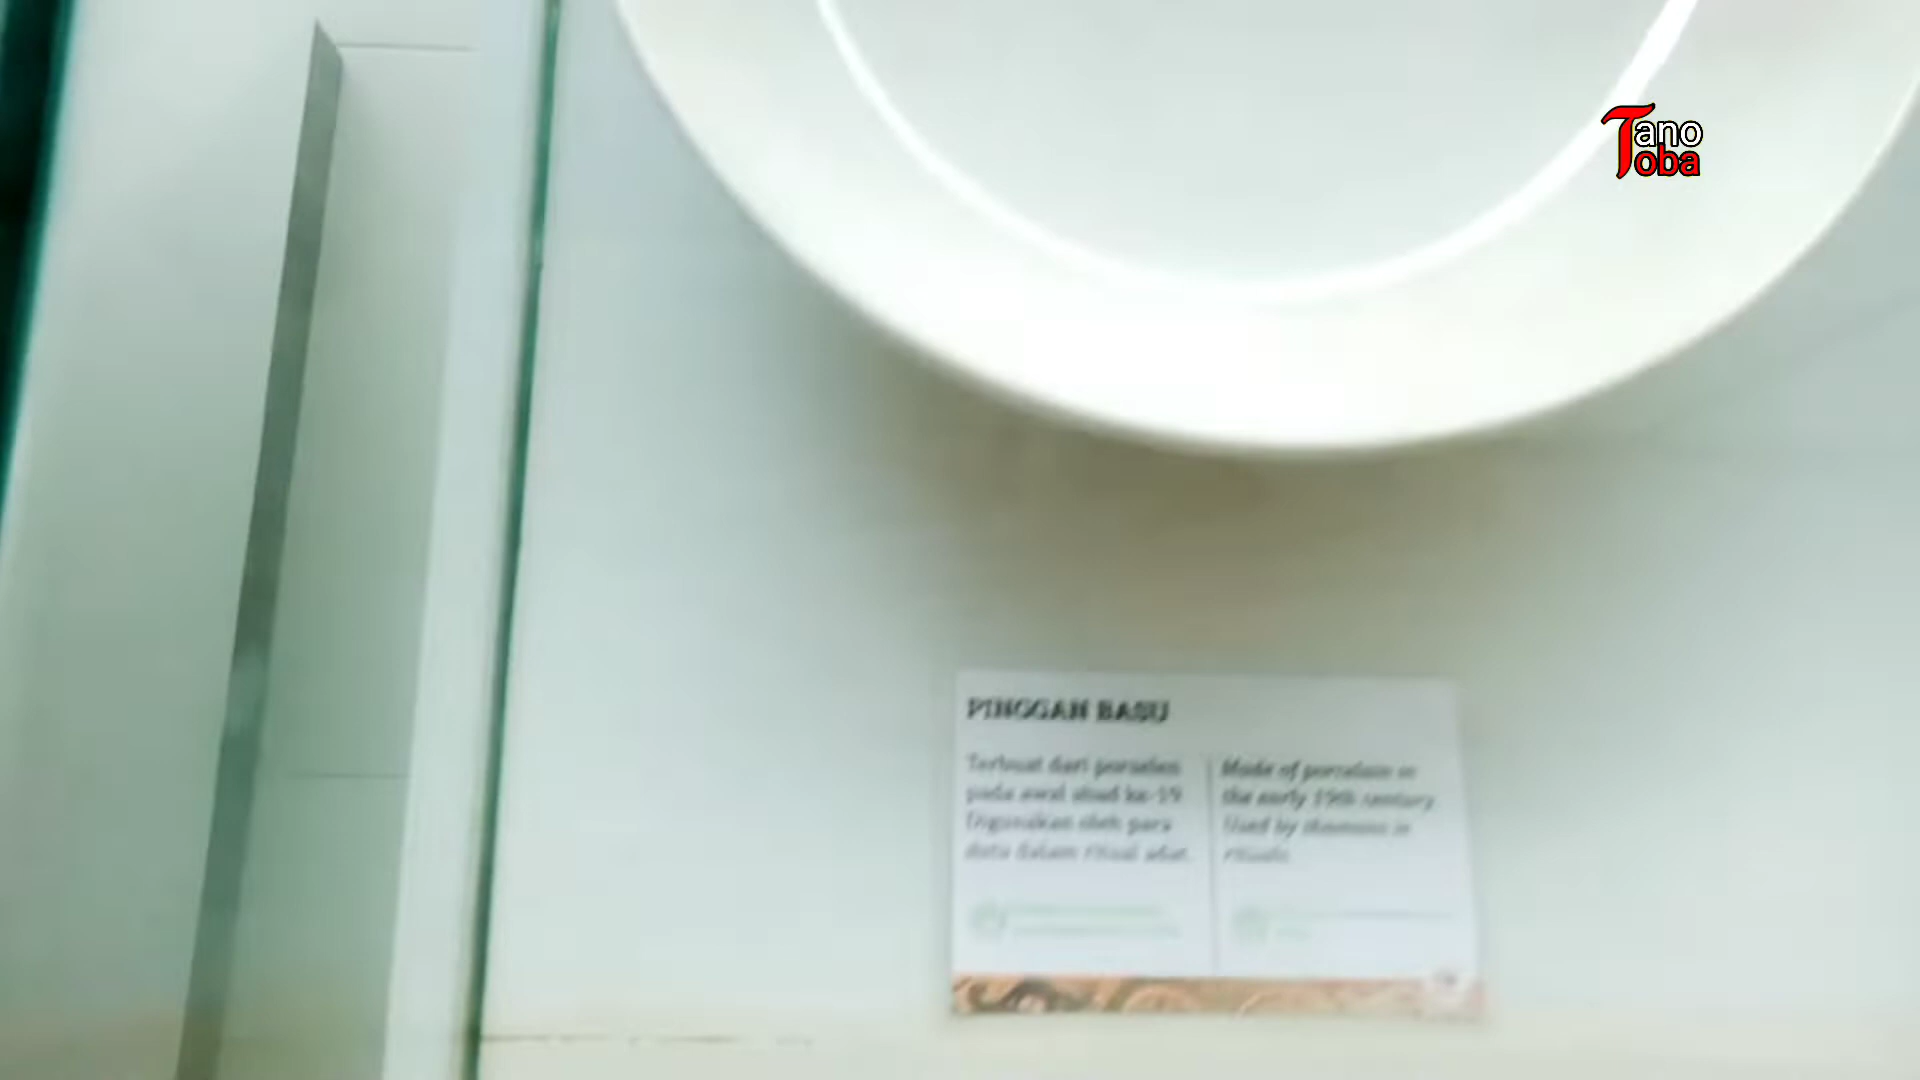 Tano
Toba
PINGGAN BASU
Terbuat dari porselen
pada awal abad ke-19
Digunakan oleh para
datu dalam ritual adat.
Made of porcelain in
the early 19th century.
Used by shamans in
rituals.